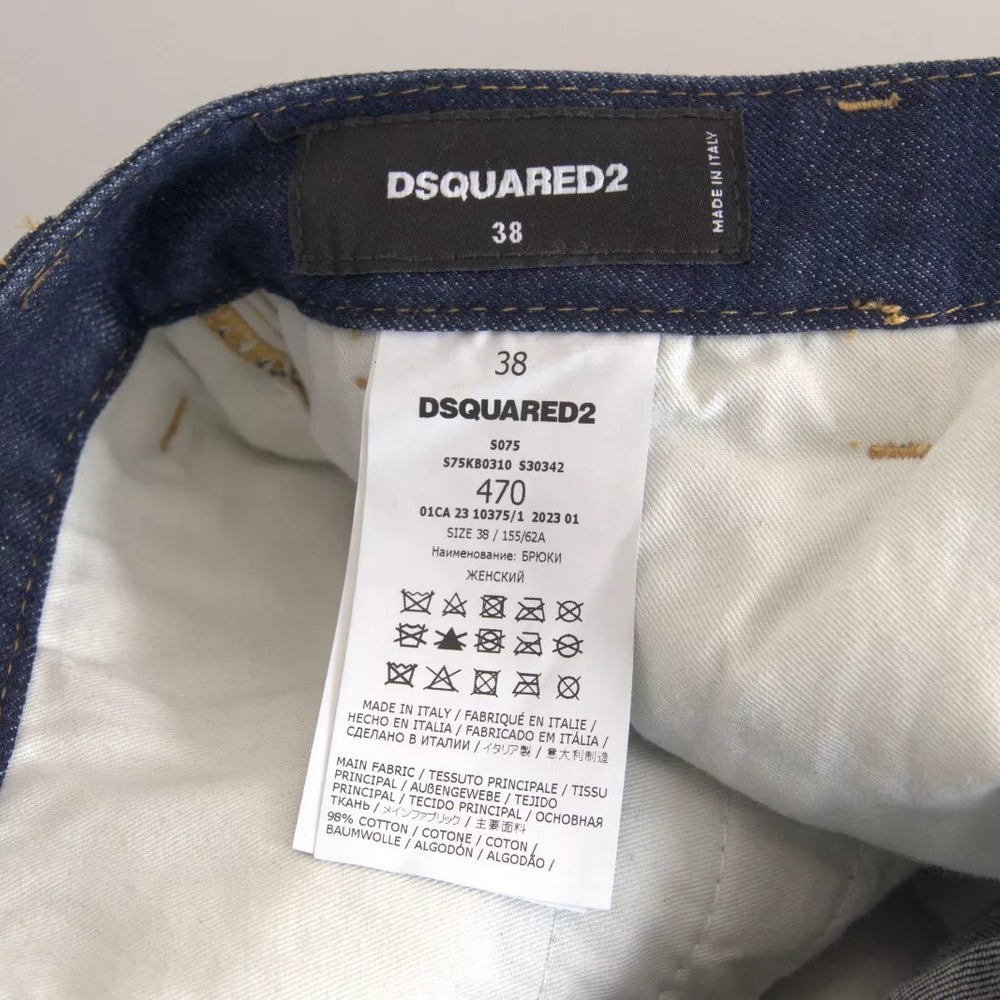 DSQUARED2
38
MADE IN ITALY
38
DSQUARED2
S075
S75KB0310 S30342
470
01CA 23 10375/1 2023 01
SIZE 38 / 155/62A
Наименование: БРЮКИ
ЖЕНСКИЙ
MADE IN ITALY / FABRIQUÉ EN ITALIE /
HECHO EN ITALIA / FABRICADO EM ITÁLIA /
СДЕЛАНО В ИТАЛИИ / イタリア製 / 意大利制造
MAIN FABRIC / TESSUTO PRINCIPALE / TISSU
PRINCIPAL / AUßENGEWEBE / TEJIDO
PRINCIPAL / TECIDO PRINCIPAL / ОСНОВНАЯ
ТКАНЬ / メインファブリック / 主要面料
98% COTTON / COTONE / COTON /
BAUMWOLLE / ALGODÓN / ALGODÃO /